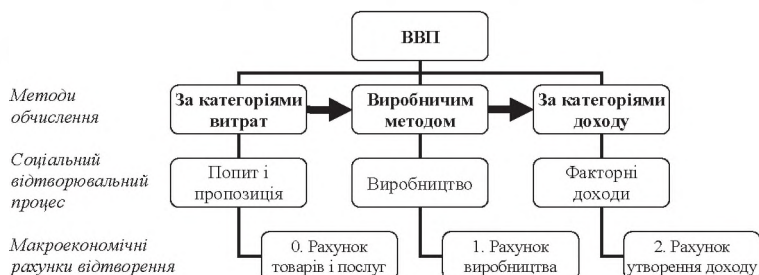 ВВП
Методи
обчислення
За категоріями
витрат
Виробничим
методом
За категоріями
доходу
Соціальний
відтворювальний
процес
Попит і
пропозиція
Виробництво
Факторні
доходи
Макроекономічні
рахунки відтворення
0. Рахунок
товарів і послуг
1. Рахунок
виробництва
2. Рахунок
утворення доходу